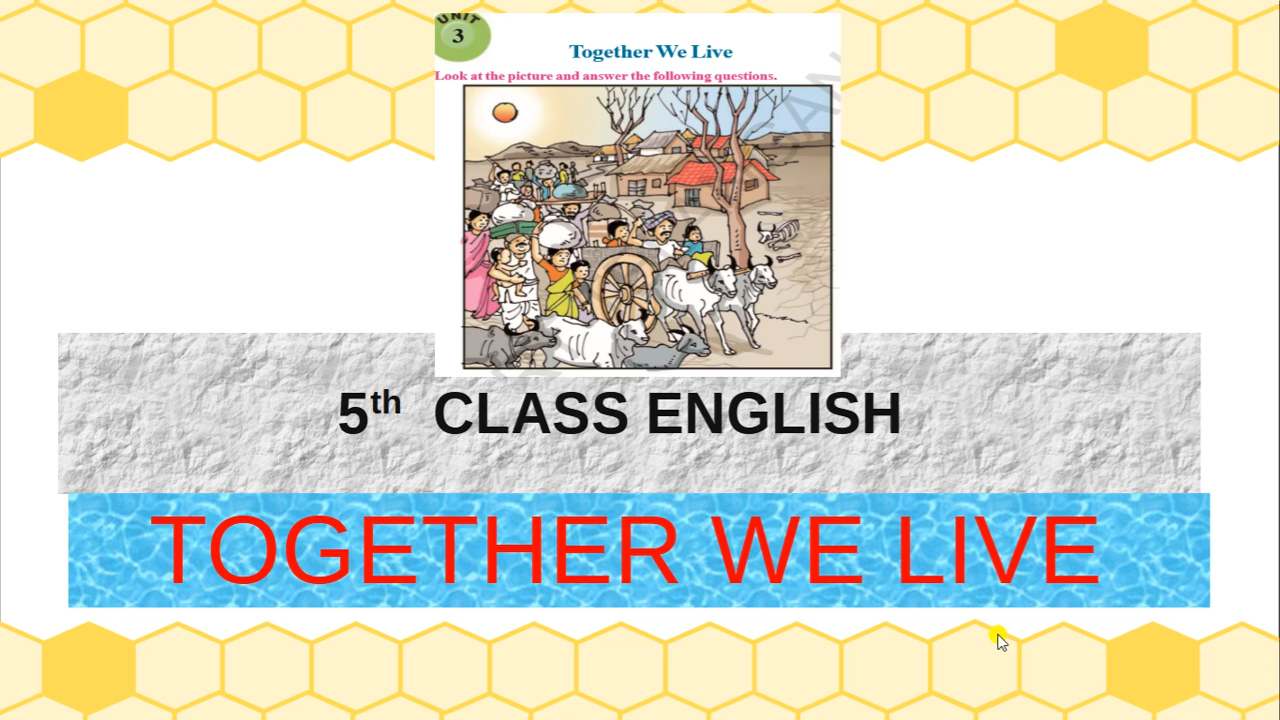 UNIT
3
Together We Live
Look at the picture and answer the following questions.
5th CLASS ENGLISH
TOGETHER WE LIVE